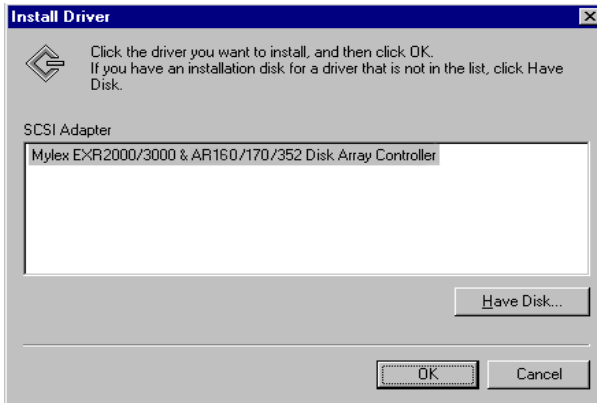 Install Driver
Click the driver you want to install, and then click OK.
If you have an installation disk for a driver that is not in the list, click Have
Disk.
SCSI Adapter
Mylex EXR2000/3000 & AR160/170/352 Disk Array Controller
Have Disk...
OK
Cancel